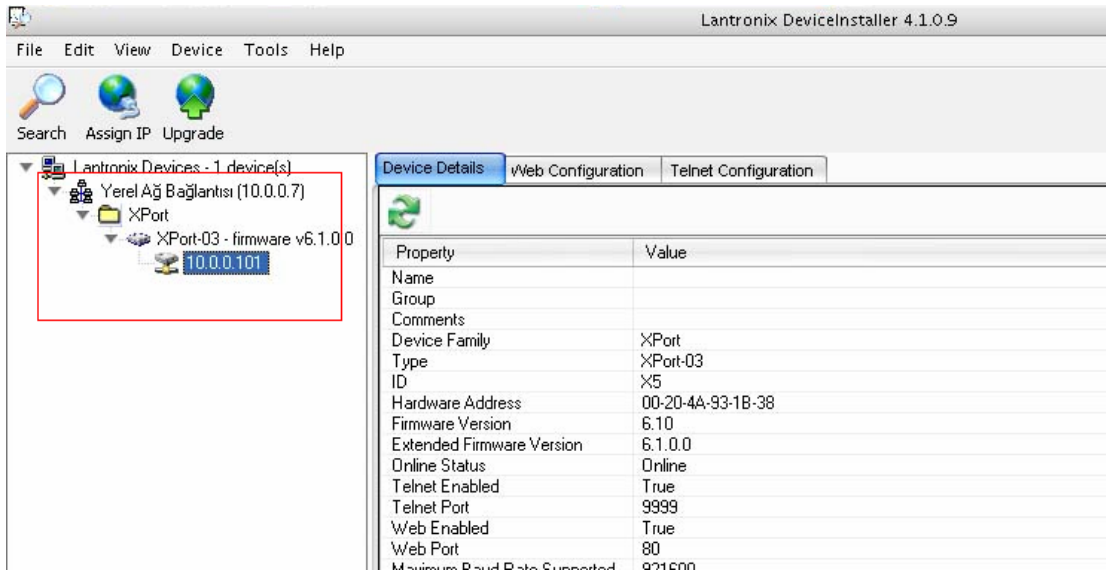 Lantronix DeviceInstaller 4.1.0.9
File Edit View Device Tools Help
Search Assign IP Upgrade
Lantronix Devices - 1 device(s)
Yerel Ağ Bağlantısı (10.0.0.7)
XPort
XPort-03 - firmware v6.1.0.0
10.0.0.101
Device Details Web Configuration Telnet Configuration
Property Value
Name
Group
Comments
Device Family XPort
Type XPort-03
ID X5
Hardware Address 00-20-4A-93-1B-38
Firmware Version 6.10
Extended Firmware Version 6.1.0.0
Online Status Online
Telnet Enabled True
Telnet Port 9999
Web Enabled True
Web Port 80
Maximum Baud Rate Supported 921600